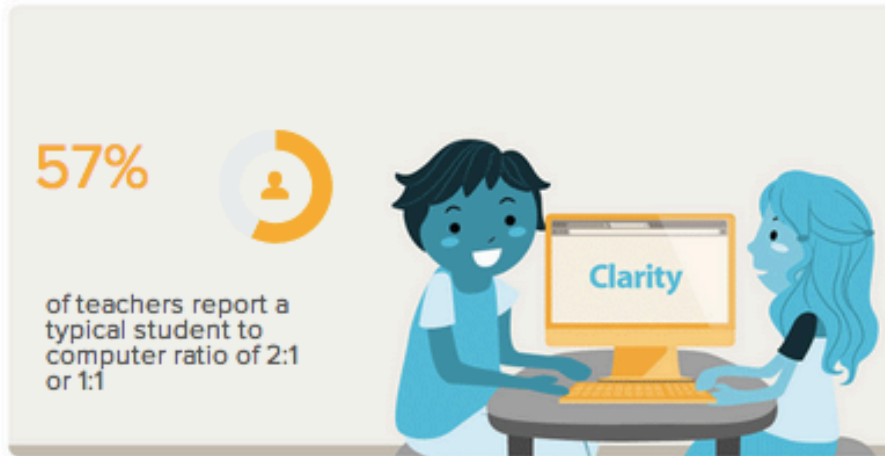 57%
of teachers report a
typical student to
computer ratio of 2:1
or 1:1
Clarity